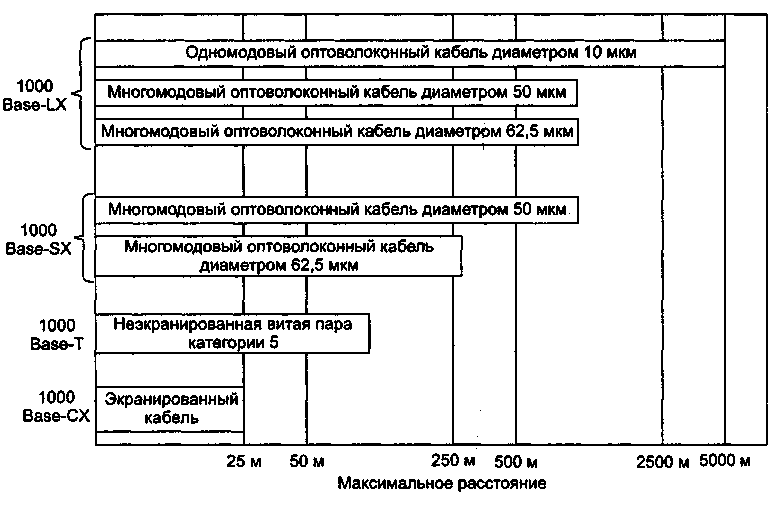 Одномодовый оптоволоконный кабель диаметром 10 мкм
1000
Base-LX
Многомодовый оптоволоконный кабель диаметром 50 мкм
Многомодовый оптоволоконный кабель диаметром 62,5 мкм
1000
Base-SX
Многомодовый оптоволоконный кабель диаметром 50 мкм
Многомодовый оптоволоконный кабель
диаметром 62,5 мкм
1000
Base-T
Неэкранированная витая пара
категории 5
1000
Base-CX
Экранированный
кабель
25 м 50 м 250 м 500 м 2500 м 5000 м
Максимальное расстояние